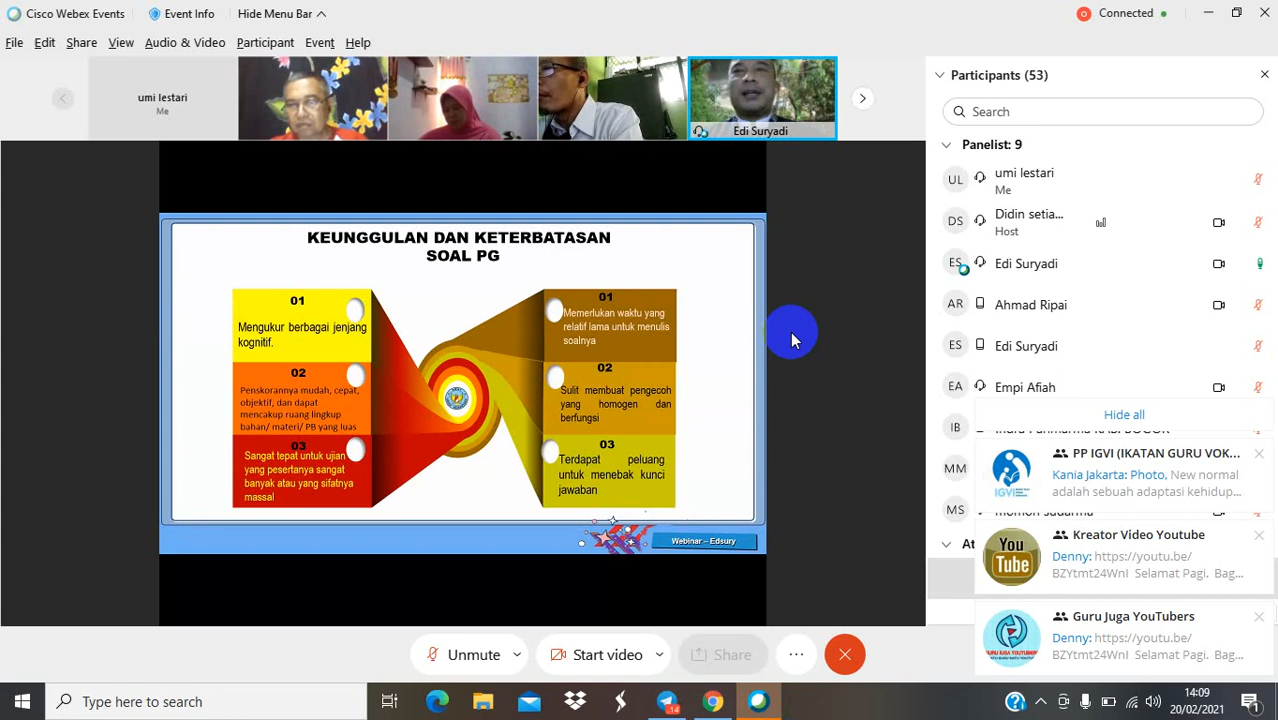 Cisco Webex Events
Event Info
Hide Menu Bar
Connected
File Edit Share View Audio & Video Participant Event Help
umi lestari
Me
Edi Suryadi
KEUNGGULAN DAN KETERBATASAN
SOAL PG
01
Mengukur berbagai jenjang
kognitif.
02
Penskorannya mudah, cepat,
objektif, dan dapat
mencakup ruang lingkup
bahan/ materi/ PB yang luas
03
Sangat tepat untuk ujian
yang pesertanya sangat
banyak atau yang sifatnya
massal
01
Memerlukan waktu yang
relatif lama untuk menulis
soalnya
02
Sulit membuat pengecoh
yang homogen dan
berfungsi
03
Terdapat peluang
untuk menebak kunci
jawaban
Webinar – Edsury
Participants (53)
Search
Panelist: 9
UL
umi lestari
Me
DS
Didin setia...
Host
ES
Edi Suryadi
AR
Ahmad Ripai
ES
Edi Suryadi
EA
Empi Afiah
IB
MM
MS
Hide all
PP IGVI (IKATAN GURU VOK...
Kania Jakarta: Photo, New normal
adalah sebuah adaptasi kehidup...
IGVI
Kreator Video Youtube
Denny: https://youtu.be/
BZYtmt24WnI Selamat Pagi. Bag...
You
Tube
Guru Juga YouTubers
Denny: https://youtu.be/
BZYtmt24WnI Selamat Pagi. Bag...
GURU JUGA YOUTUBERS
Unmute
Start video
Share
Type here to search
14
14:09
20/02/2021
1